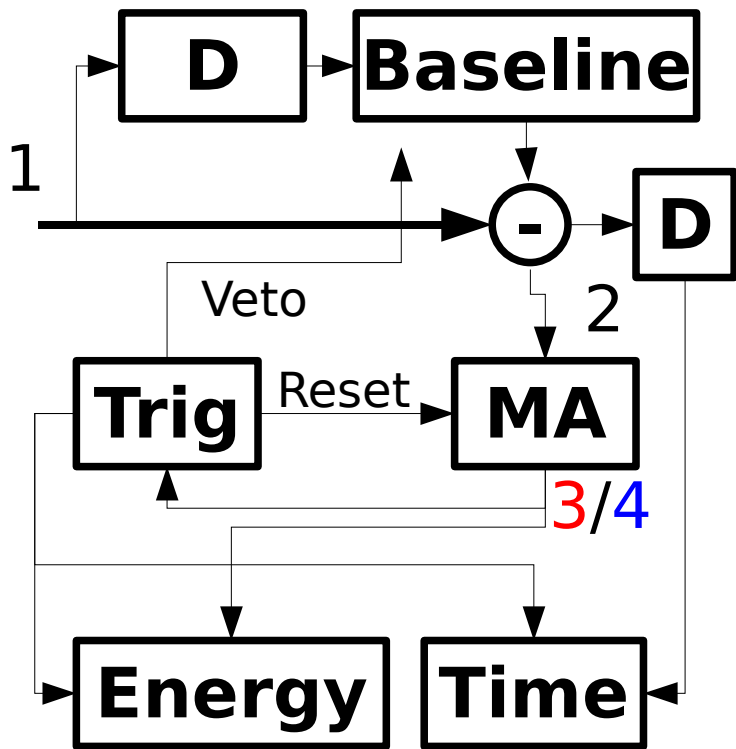 D
Baseline
1
-
D
Veto
2
Trig
Reset
MA
3/4
Energy
Time